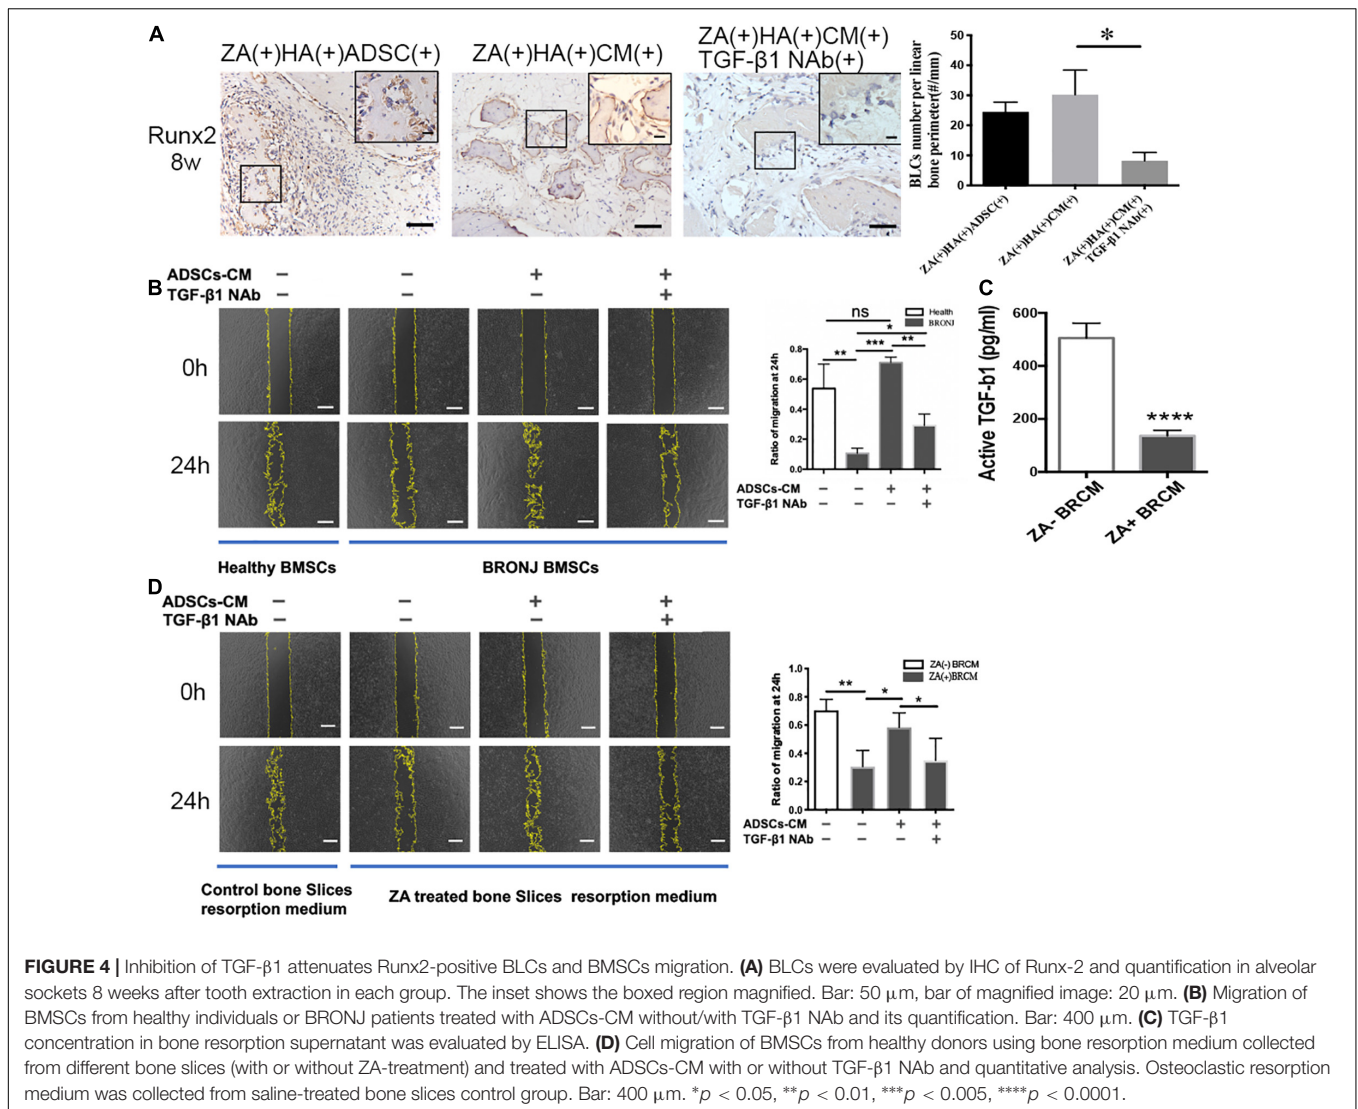 A
ZA(+)HA(+)ADSC(+)
ZA(+)HA(+)CM(+)
ZA(+)HA(+)CM(+)
TGF-β1 NAb(+)
Runx2
8w
BLCs number per linear
bone perimeter(#/mm)
50
40
30
20
10
0
*
ZA(+)HA(+)ADSC(+)
ZA(+)HA(+)CM(+)
ZA(+)HA(+)CM(+)
TGF-β1 NAb(+)
B
ADSCs-CM − − + +
TGF-β1 NAb − − − +
0h
24h
Healthy BMSCs
BRONJ BMSCs
Health
BRONJ
ns
*
** *** **
Ratio of migration at 24h
0.8
0.6
0.4
0.2
0.0
ADSCs-CM − − + +
TGF-β1 NAb − − − +
C
Active TGF-b1 (pg/ml)
600
400
200
0
****
ZA- BRCM
ZA+ BRCM
D
ADSCs-CM − − + +
TGF-β1 NAb − − − +
0h
24h
Control bone Slices
resorption medium
ZA treated bone Slices resorption medium
ZA(-) BRCM
ZA(+)BRCM
** * *
Ratio of migration at 24h
1.0
0.8
0.6
0.4
0.2
0.0
ADSCs-CM − − + +
TGF-β1 NAb − − − +
FIGURE 4 | Inhibition of TGF-β1 attenuates Runx2-positive BLCs and BMSCs migration. (A) BLCs were evaluated by IHC of Runx-2 and quantification in alveolar
sockets 8 weeks after tooth extraction in each group. The inset shows the boxed region magnified. Bar: 50 μm, bar of magnified image: 20 μm. (B) Migration of
BMSCs from healthy individuals or BRONJ patients treated with ADSCs-CM without/with TGF-β1 NAb and its quantification. Bar: 400 μm. (C) TGF-β1
concentration in bone resorption supernatant was evaluated by ELISA. (D) Cell migration of BMSCs from healthy donors using bone resorption medium collected
from different bone slices (with or without ZA-treatment) and treated with ADSCs-CM with or without TGF-β1 NAb and quantitative analysis. Osteoclastic resorption
medium was collected from saline-treated bone slices control group. Bar: 400 μm. *p < 0.05, **p < 0.01, ***p < 0.005, ****p < 0.0001.